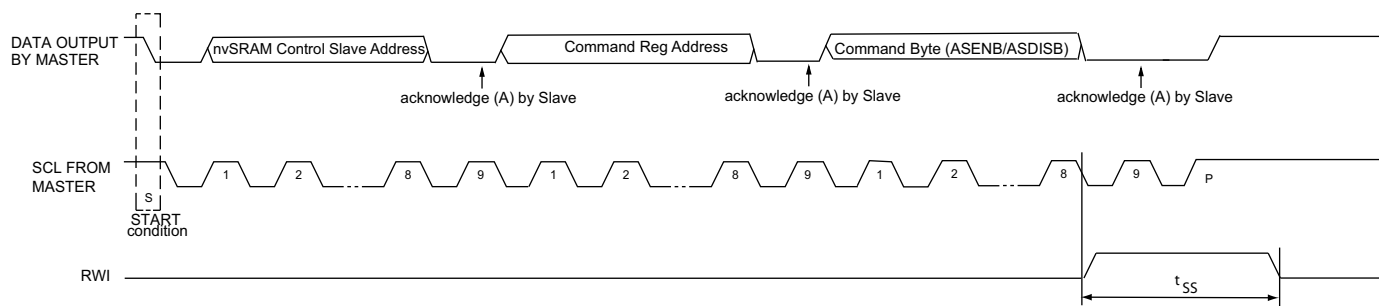 DATA OUTPUT
BY MASTER
nvSRAM Control Slave Address
Command Reg Address
Command Byte (ASENB/ASDISB)
acknowledge (A) by Slave
acknowledge (A) by Slave
acknowledge (A) by Slave
SCL FROM
MASTER
S
1 2 8 9 1 2 8 9 1 2 8 9 P
START
condition
RWI
tSS